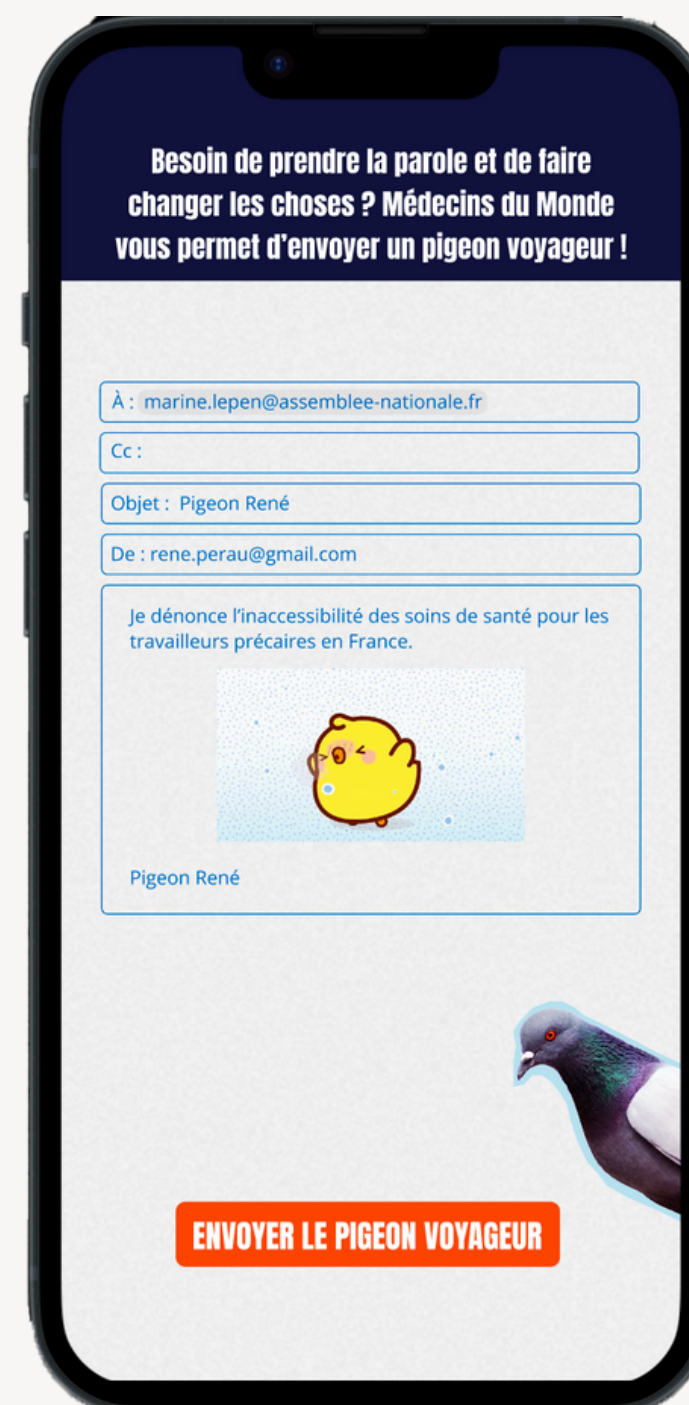 Besoin de prendre la parole et de faire
changer les choses ? Médecins du Monde
vous permet d'envoyer un pigeon voyageur !
À : marine.lepen@assemblee-nationale.fr
Cc :
Objet : Pigeon René
De : rene.perau@gmail.com
Je dénonce l'inaccessibilité des soins de santé pour les
travailleurs précaires en France.
Pigeon René
ENVOYER LE PIGEON VOYAGEUR